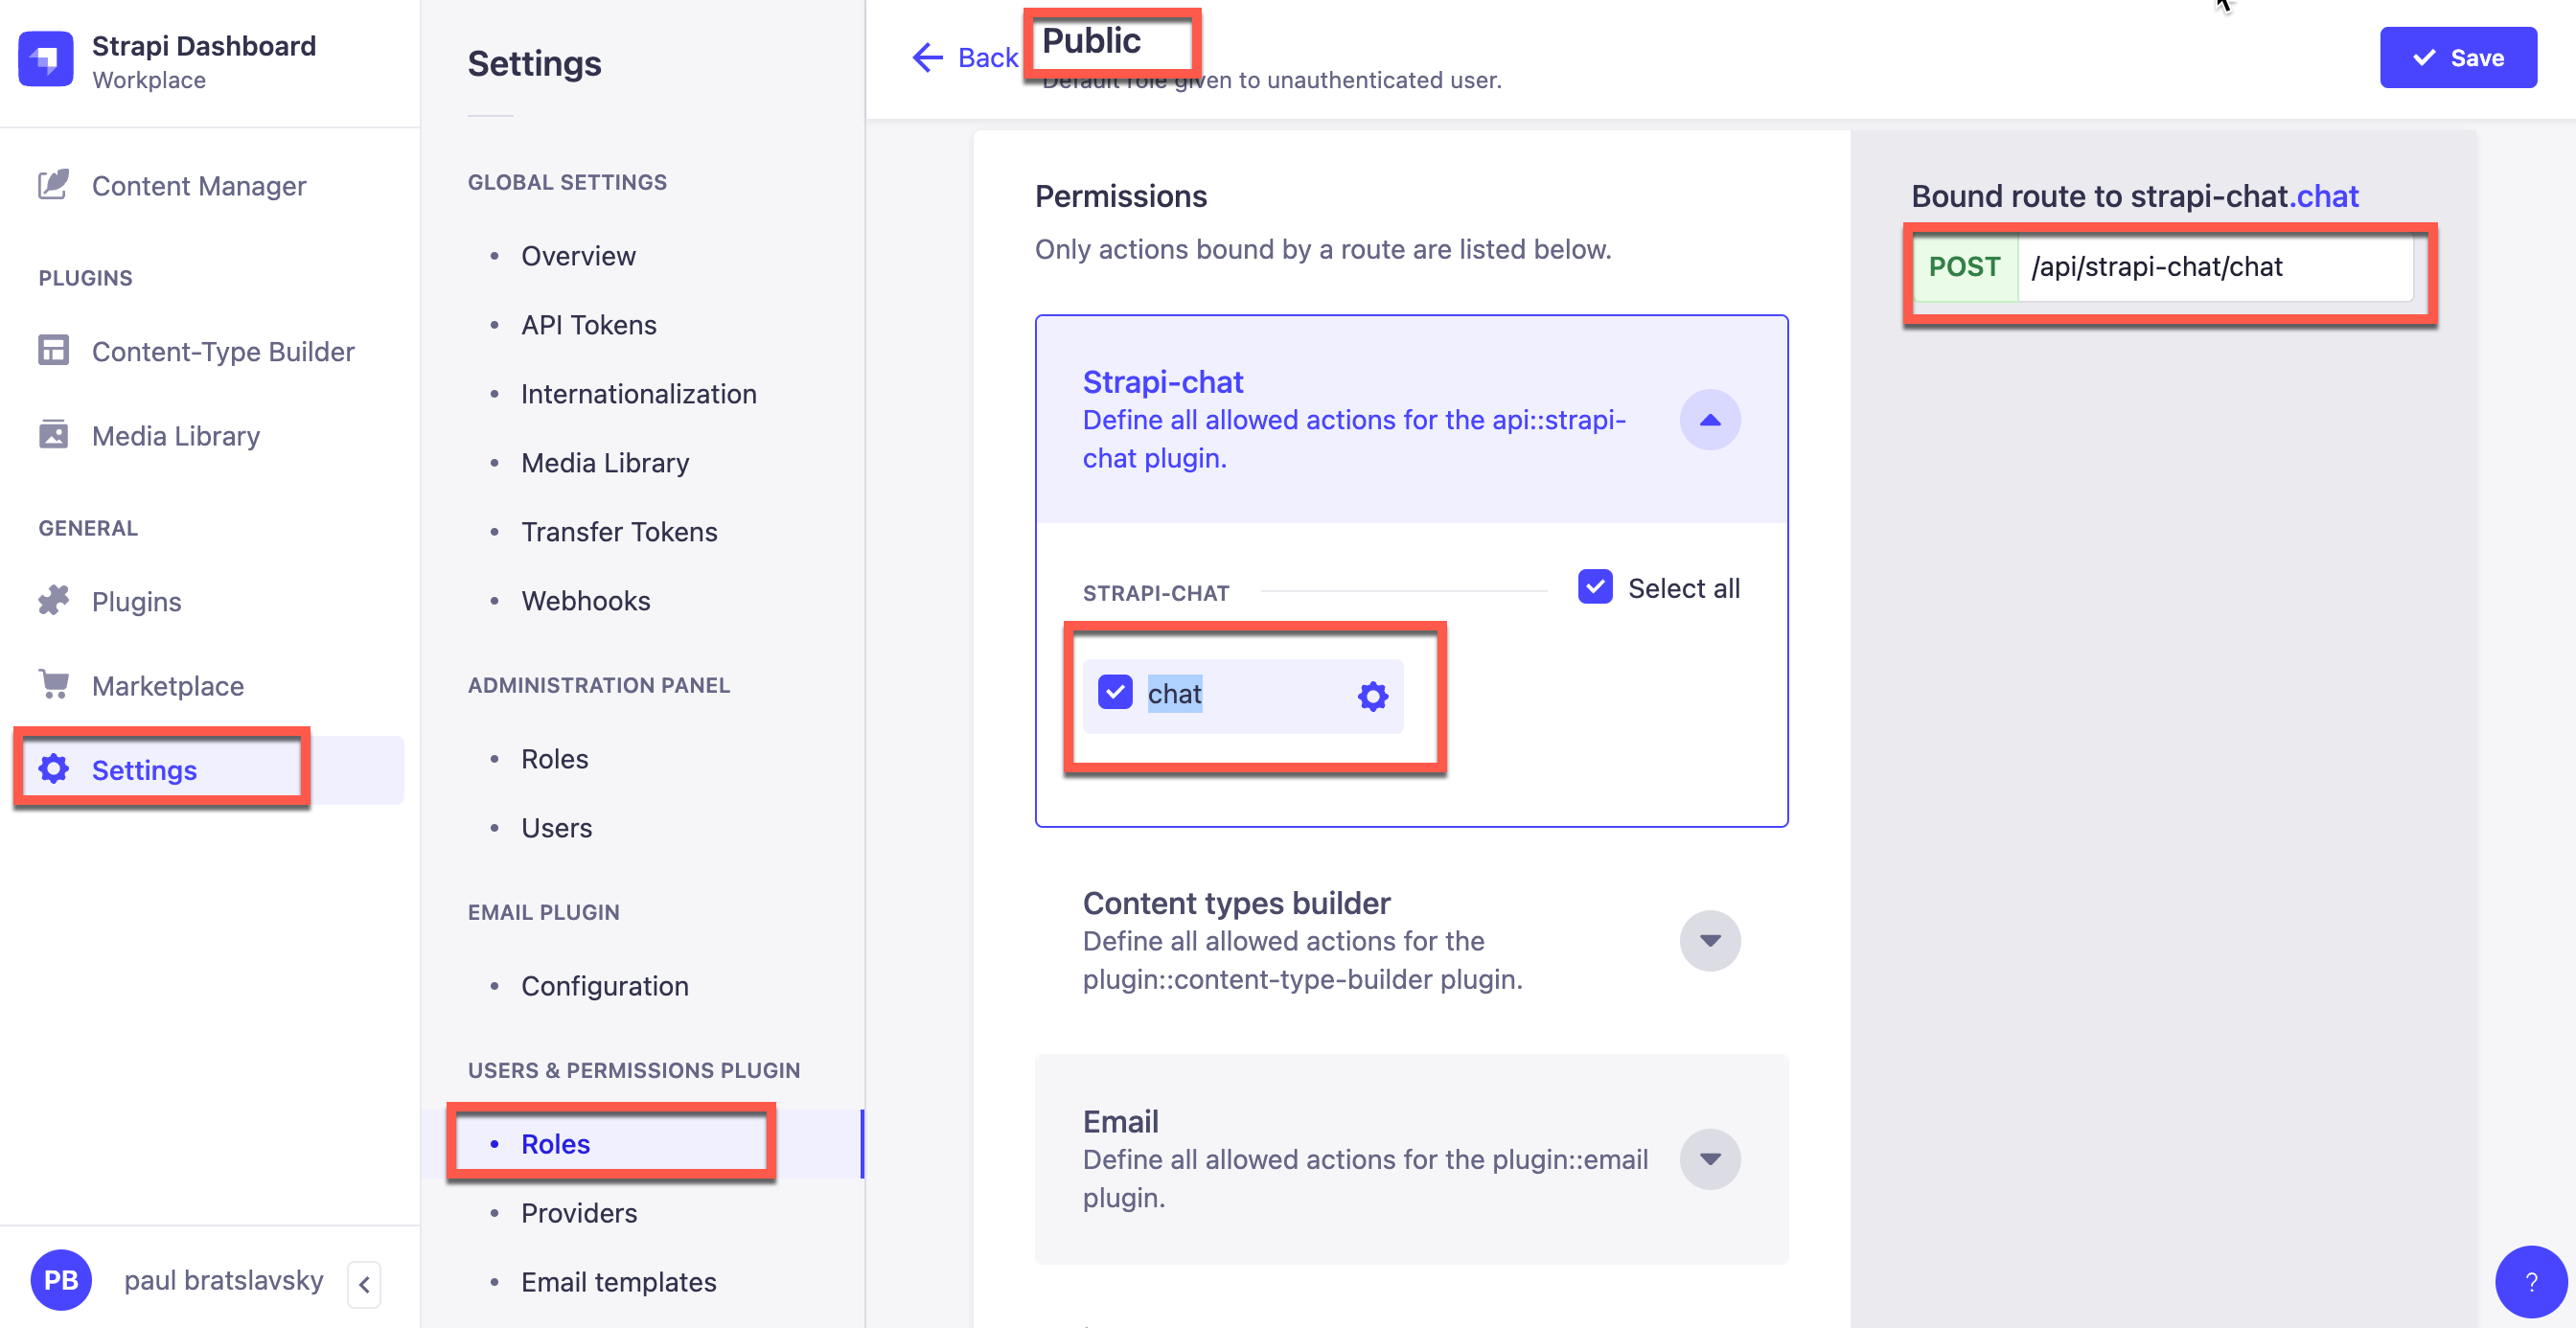 Strapi Dashboard
Workplace
Content Manager
PLUGINS
Content-Type Builder
Media Library
GENERAL
Plugins
Marketplace
Settings
PB
paul bratslavsky
Settings
GLOBAL SETTINGS
Overview
API Tokens
Internationalization
Media Library
Transfer Tokens
Webhooks
ADMINISTRATION PANEL
Roles
Users
EMAIL PLUGIN
Configuration
USERS & PERMISSIONS PLUGIN
Roles
Providers
Email templates
Back
Public
Default role given to unauthenticated user.
Save
Permissions
Only actions bound by a route are listed below.
Strapi-chat
Define all allowed actions for the api::strapi-
chat plugin.
STRAPI-CHAT
Select all
chat
Content types builder
Define all allowed actions for the
plugin::content-type-builder plugin.
Email
Define all allowed actions for the plugin::email
plugin.
Bound route to strapi-chat.chat
POST /api/strapi-chat/chat
?